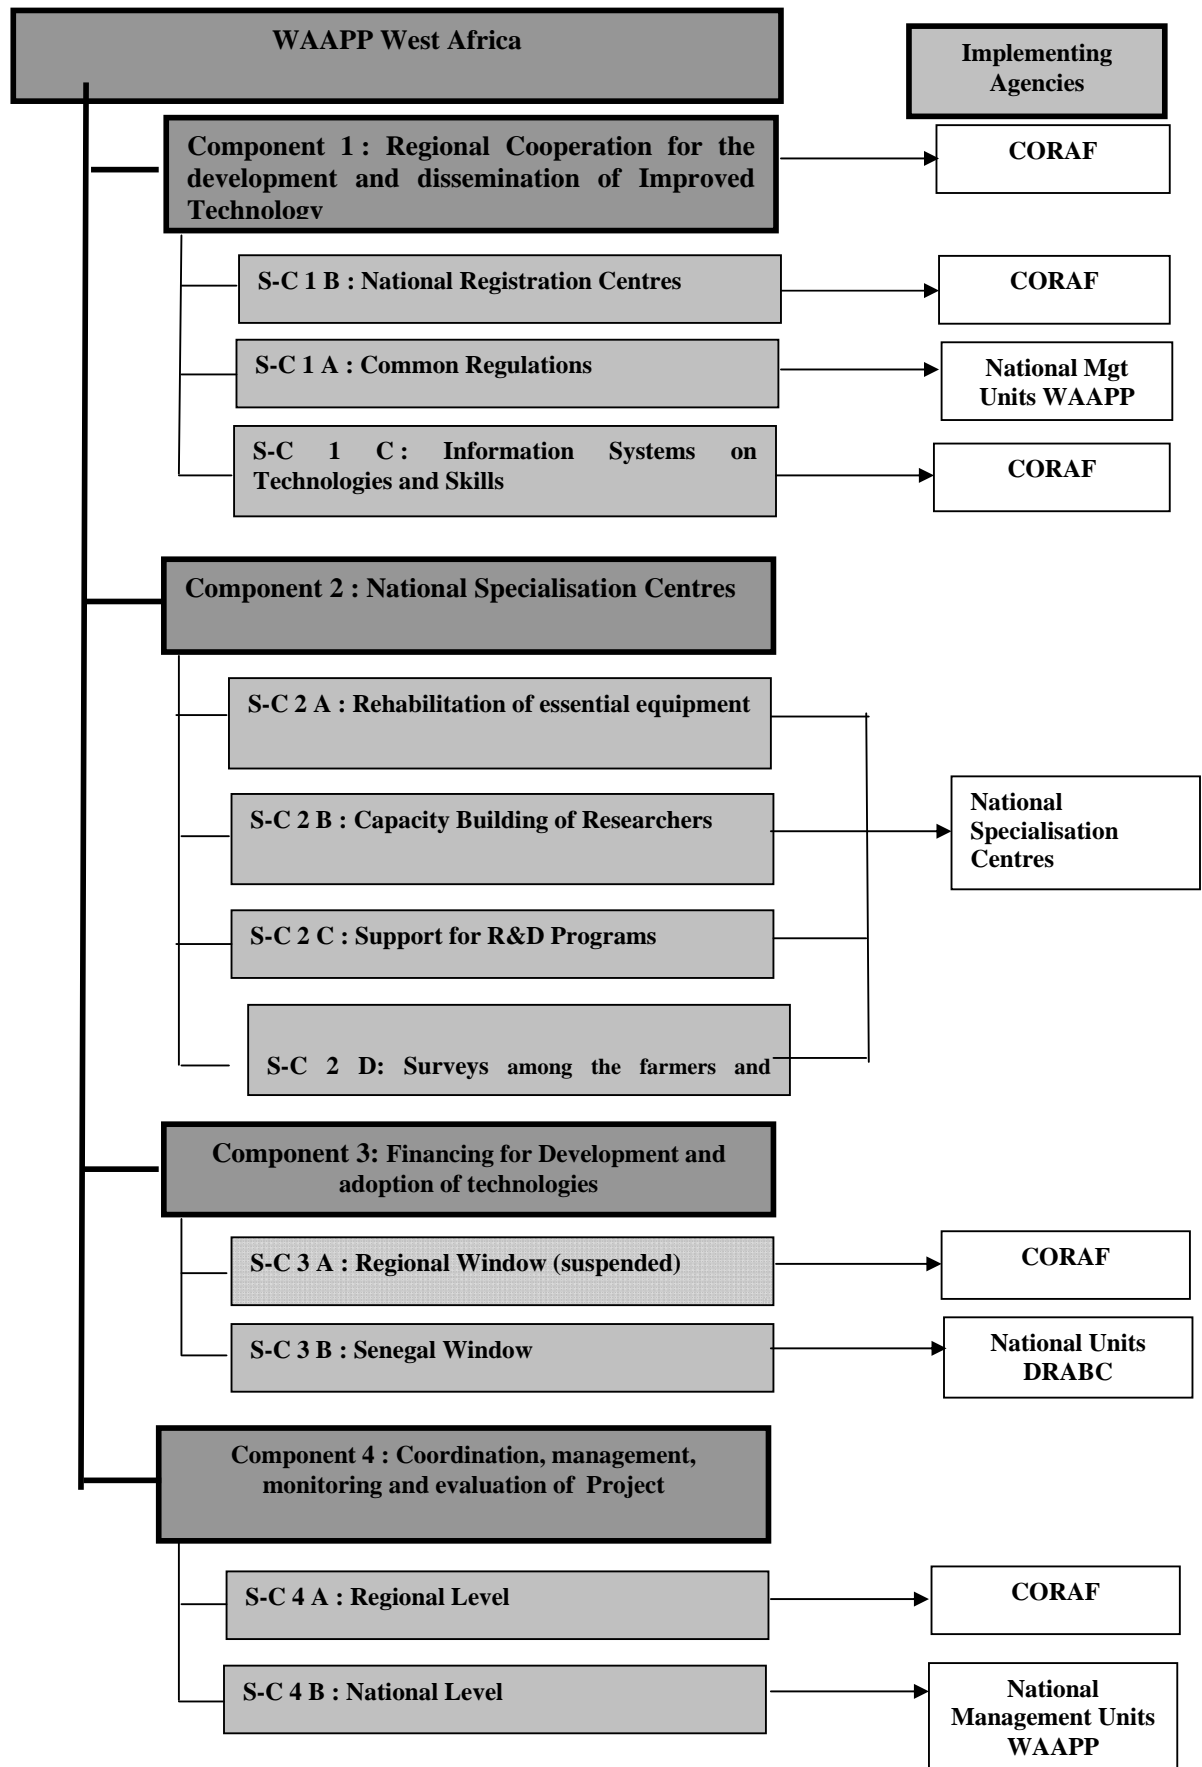 WAAPP West Africa
Implementing
Agencies
Component 1 : Regional Cooperation for the
development and dissemination of Improved
Technology
CORAF
S-C 1 B : National Registration Centres
CORAF
S-C 1 A : Common Regulations
National Mgt
Units WAAPP
S-C 1 C : Information Systems on
Technologies and Skills
CORAF
Component 2 : National Specialisation Centres
S-C 2 A : Rehabilitation of essential equipment
S-C 2 B : Capacity Building of Researchers
National
Specialisation
Centres
S-C 2 C : Support for R&D Programs
S-C 2 D: Surveys among the farmers and
Component 3: Financing for Development and
adoption of technologies
S-C 3 A : Regional Window (suspended)
CORAF
S-C 3 B : Senegal Window
National Units
DRABC
Component 4 : Coordination, management,
monitoring and evaluation of Project
S-C 4 A : Regional Level
CORAF
S-C 4 B : National Level
National
Management Units
WAAPP